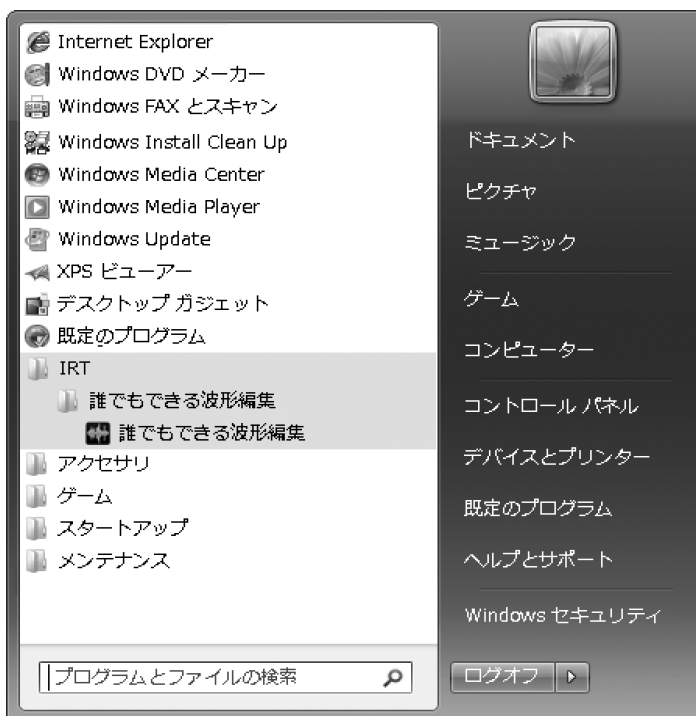 Internet Explorer
Windows DVD メーカー
Windows FAX とスキャン
Windows Install Clean Up
Windows Media Center
Windows Media Player
Windows Update
XPS ビューアー
デスクトップ ガジェット
既定のプログラム
IRT
誰でもできる波形編集
誰でもできる波形編集
アクセサリ
ゲーム
スタートアップ
メンテナンス
プログラムとファイルの検索
ドキュメント
ピクチャ
ミュージック
ゲーム
コンピューター
コントロール パネル
デバイスとプリンター
既定のプログラム
ヘルプとサポート
Windows セキュリティ
ログオフ